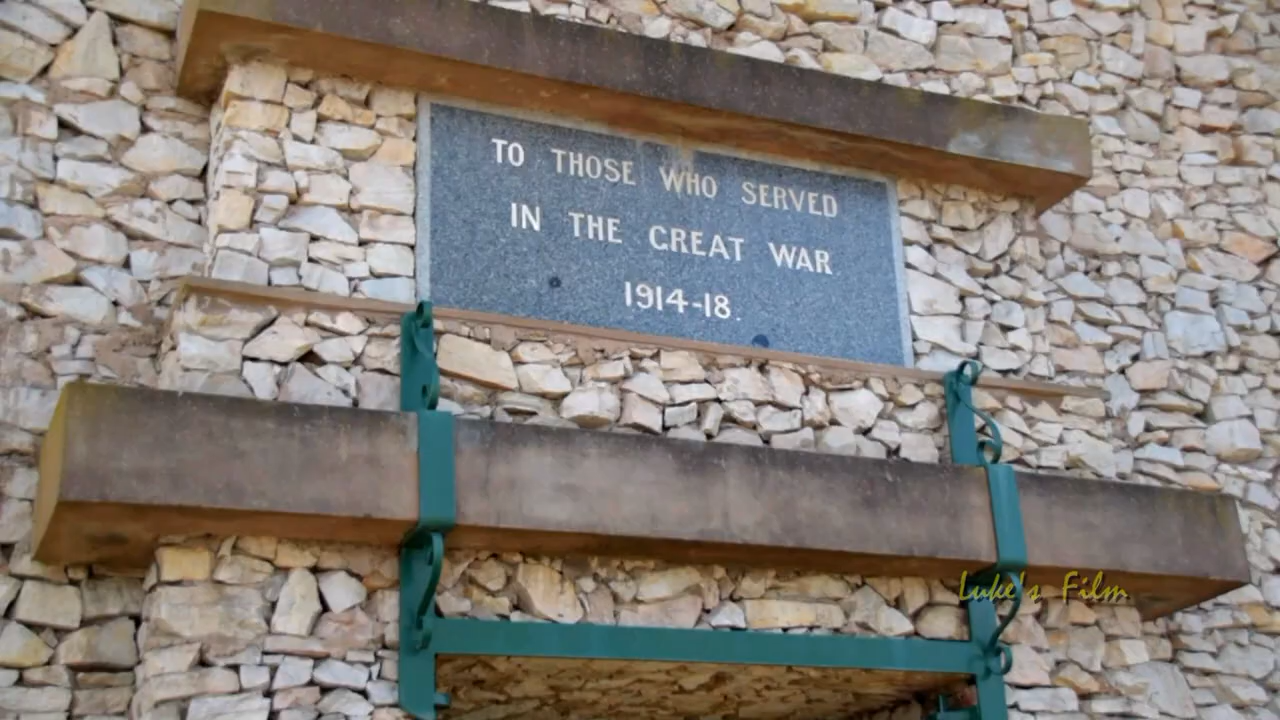 TO THOSE WHO SERVED
IN THE GREAT WAR
1914-18.
Luke's Film